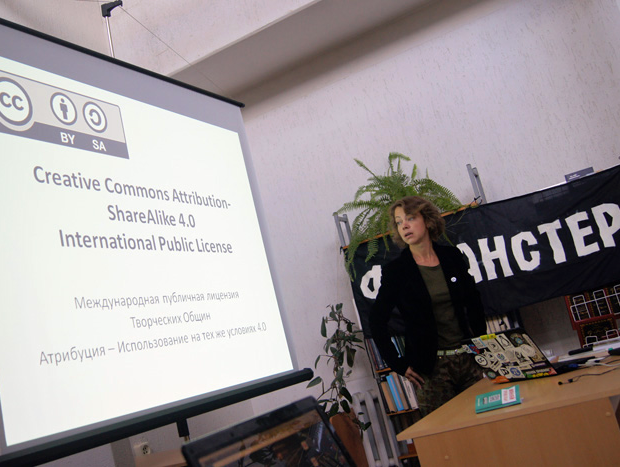 cc
BY SA
Creative Commons Attribution-
ShareAlike 4.0
International Public License
Международная публичная лицензия
Творческих Общин
Атрибуция – Использование на тех же условиях 4.0